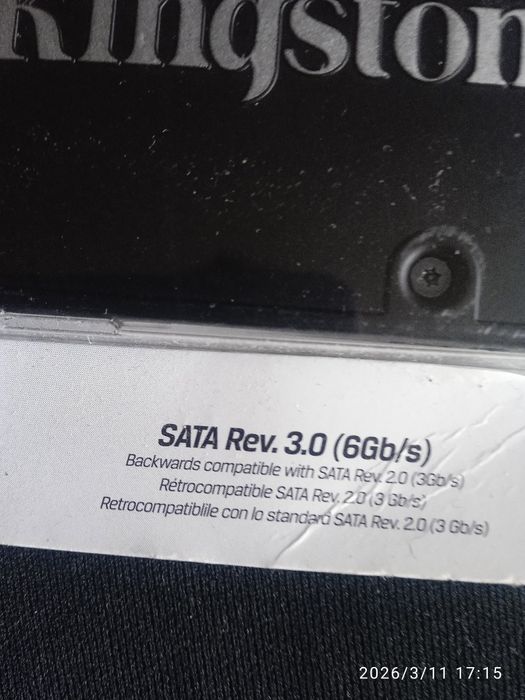 Kingston
SATA Rev. 3.0 (6Gb/s)
Backwards compatible with SATA Rev. 2.0 (3Gb/s)
Rétrocompatible SATA Rev. 2.0 (3 Gb/s)
Retrocompatiblile con lo standard SATA Rev. 2.0 (3 Gb/s)
2026/3/11 17:15